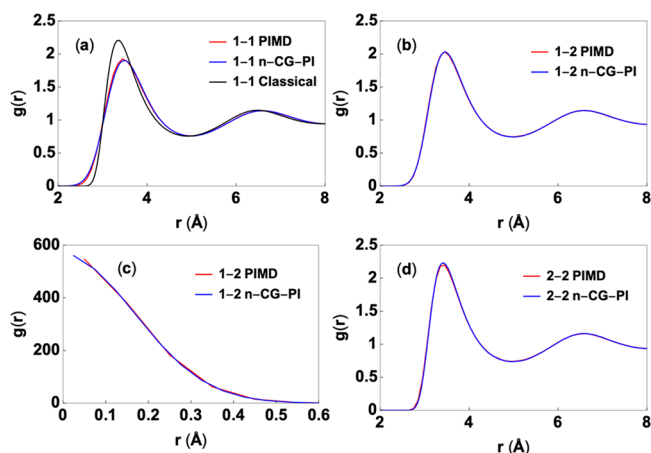 (a)
1–1 PIMD
1–1 n–CG–PI
1–1 Classical
g(r)
2.5
2
1.5
1
0.5
0
2 4 6 8
r (Å)
(b)
1–2 PIMD
1–2 n–CG–PI
g(r)
2.5
2
1.5
1
0.5
0
2 4 6 8
r (Å)
(c)
1–2 PIMD
1–2 n–CG–PI
g(r)
600
400
200
0
0 0.1 0.2 0.3 0.4 0.5 0.6
r (Å)
(d)
2–2 PIMD
2–2 n–CG–PI
g(r)
2.5
2
1.5
1
0.5
0
2 4 6 8
r (Å)